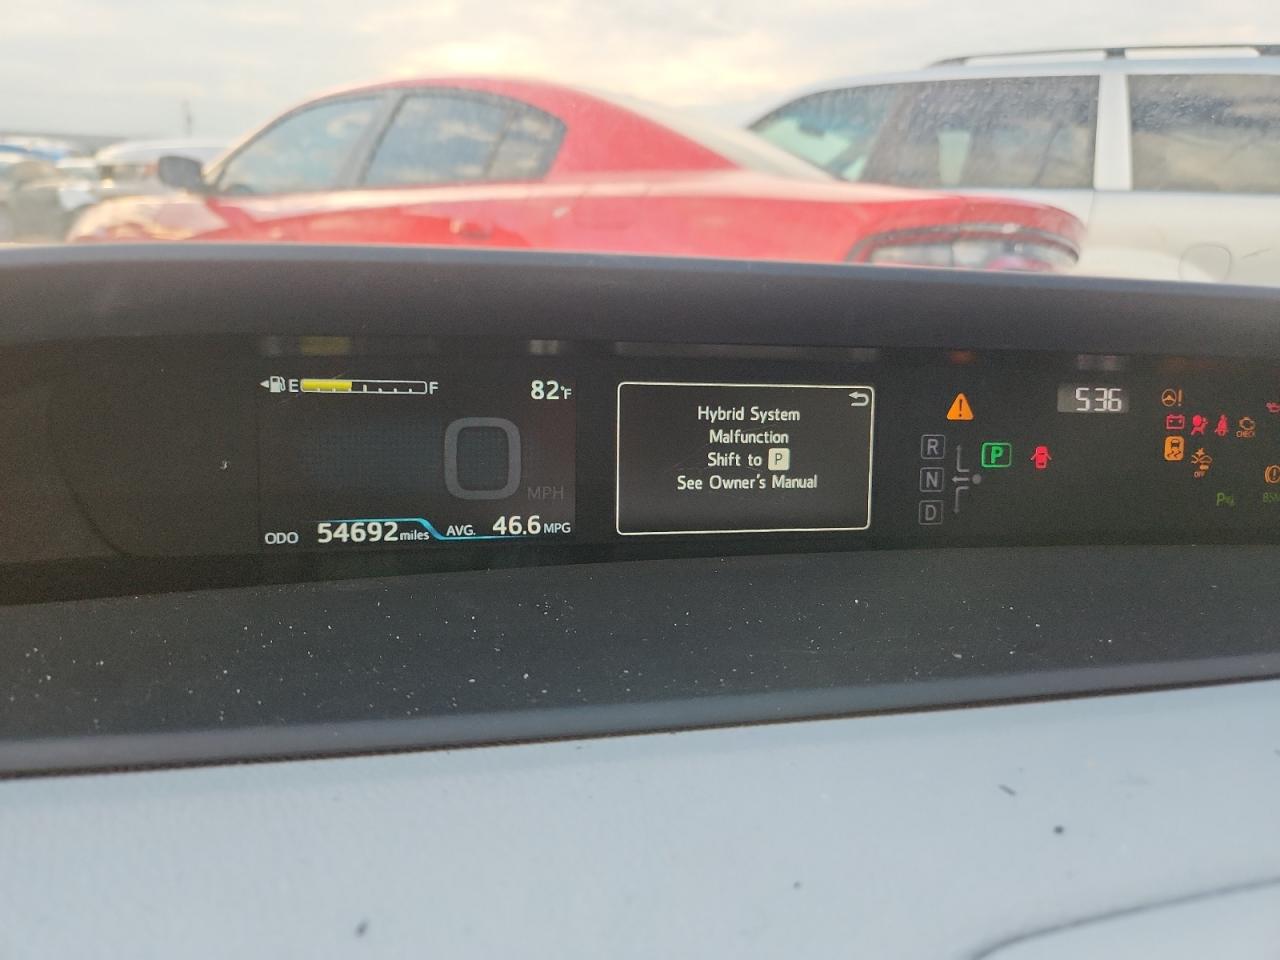 E F
82°F
0
MPH
ODO 54692 miles AVG. 46.6 MPG
Hybrid System
Malfunction
Shift to P
See Owner's Manual
R
N
D
P
536
!
CHECK
OFF
BSM